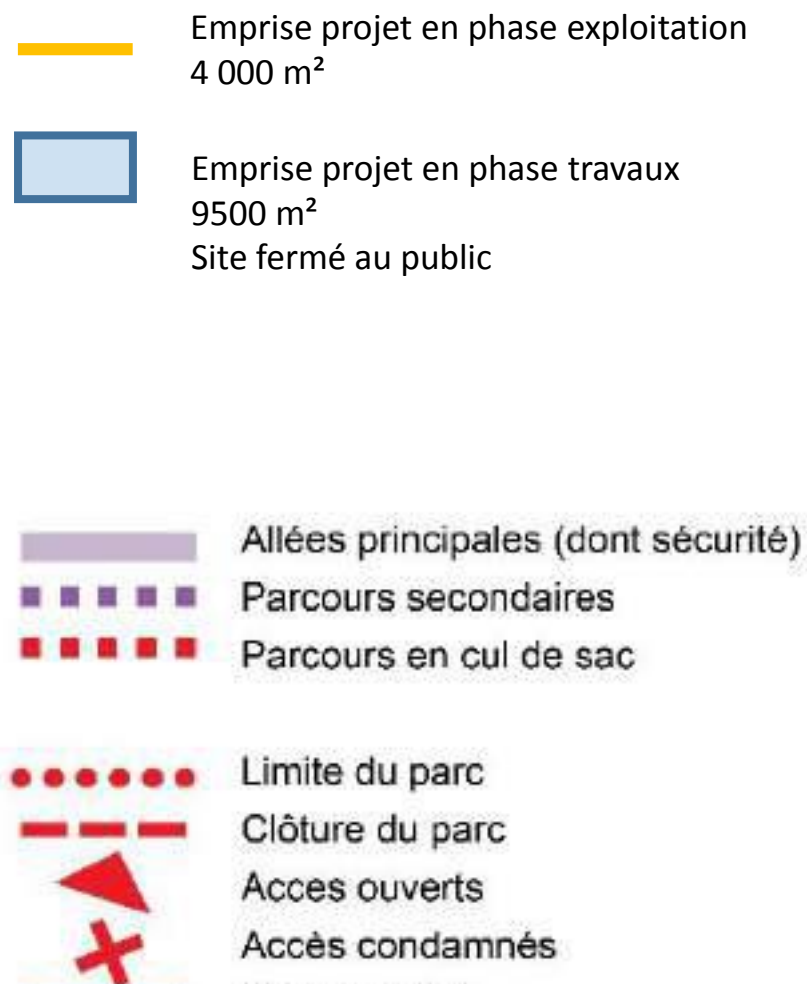 Emprise projet en phase exploitation
4 000 m²
Emprise projet en phase travaux
9500 m²
Site fermé au public
Allées principales (dont sécurité)
Parcours secondaires
Parcours en cul de sac
Limite du parc
Clôture du parc
Acces ouverts
Accès condamnés